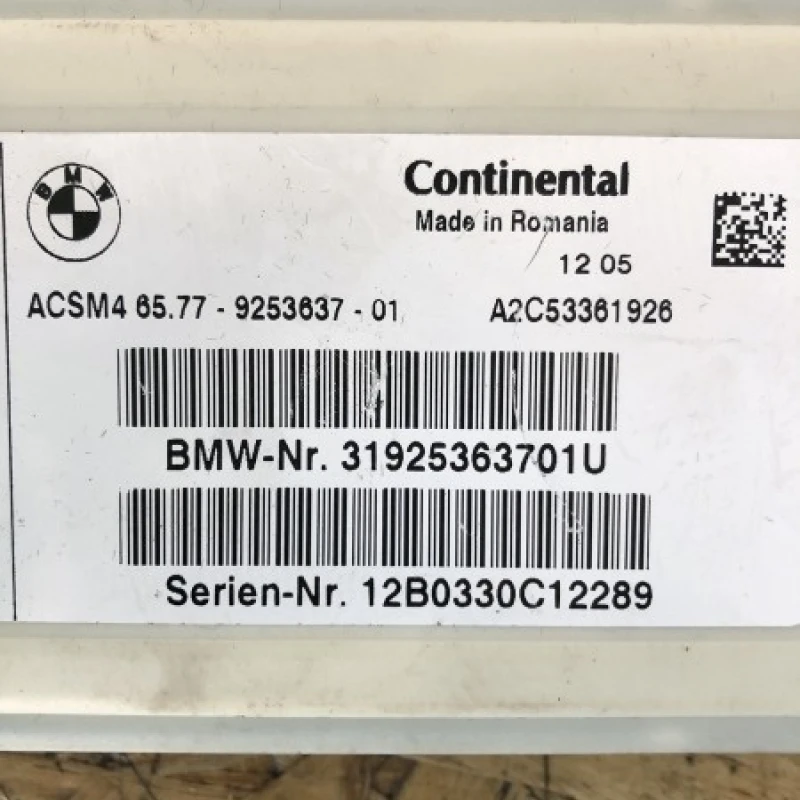 BMW
Continental
Made in Romania
12 05
ACSM4 65.77 - 9253637 - 01 A2C53361926
BMW-Nr. 31925363701U
Serien-Nr. 12B0330C12289